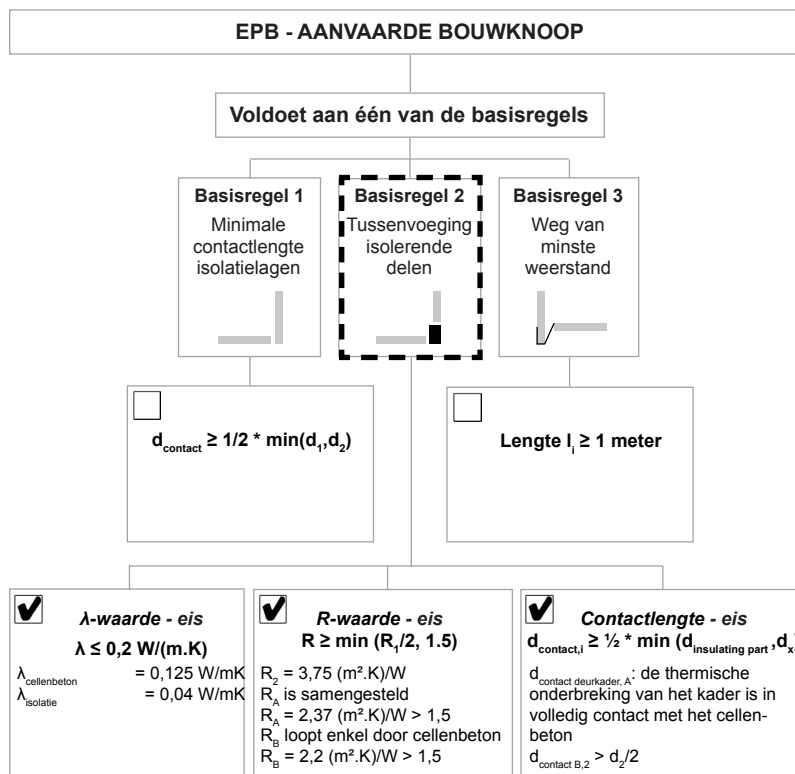 EPB - AANVAARDE BOUWKNOOP
Voldoet aan één van de basisregels
Basisregel 1
Minimale
contactlengte
isolatielagen
Basisregel 2
Tussenvoeging
isolerende
delen
Basisregel 3
Weg van
minste
weerstand
d_contact ≥ 1/2 * min(d_1,d_2)
Lengte l_i ≥ 1 meter
λ-waarde - eis
λ ≤ 0,2 W/(m.K)
λ_cellenbeton = 0,125 W/mK
λ_isolatie = 0,04 W/mK
R-waarde - eis
R ≥ min (R_1/2, 1.5)
R_2 = 3,75 (m².K)/W
R_A is samengesteld
R_A = 2,37 (m².K)/W > 1,5
R_B loopt enkel door cellenbeton
R_B = 2,2 (m².K)/W > 1,5
Contactlengte - eis
d_contact,i ≥ ½ * min (d_insulating part,d_x
d_contact deurkader, A: de thermische
onderbreking van het kader is in
volledig contact met het cellen-
beton
d_contact B,2 > d_2/2